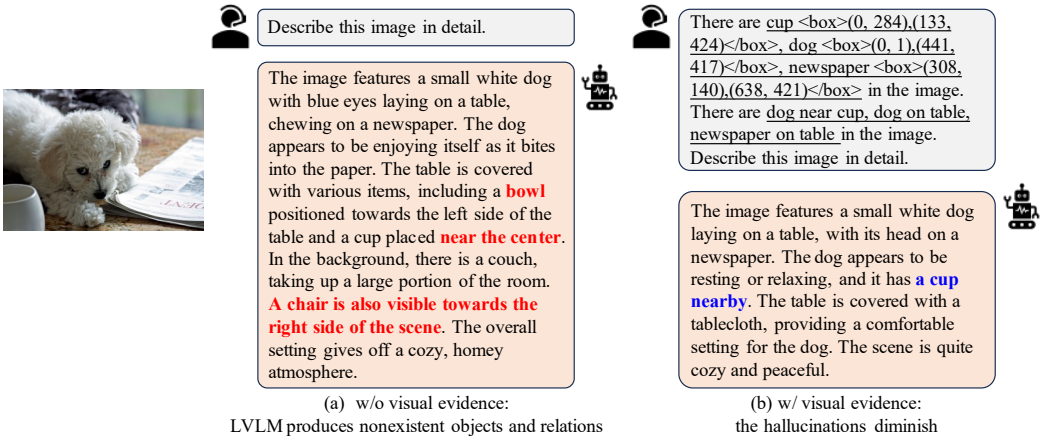 Describe this image in detail.
The image features a small white dog
with blue eyes laying on a table,
chewing on a newspaper. The dog
appears to be enjoying itself as it bites
into the paper. The table is covered
with various items, including a bowl
positioned towards the left side of the
table and a cup placed near the center.
In the background, there is a couch,
taking up a large portion of the room.
A chair is also visible towards the
right side of the scene. The overall
setting gives off a cozy, homey
atmosphere.
(a) w/o visual evidence:
LVLM produces nonexistent objects and relations
There are cup <box>(0, 284),(133,
424)</box>, dog <box>(0, 1),(441,
417)</box>, newspaper <box>(308,
140),(638, 421)</box> in the image.
There are dog near cup, dog on table,
newspaper on table in the image.
Describe this image in detail.
The image features a small white dog
laying on a table, with its head on a
newspaper. The dog appears to be
resting or relaxing, and it has a cup
nearby. The table is covered with a
tablecloth, providing a comfortable
setting for the dog. The scene is quite
cozy and peaceful.
(b) w/ visual evidence:
the hallucinations diminish